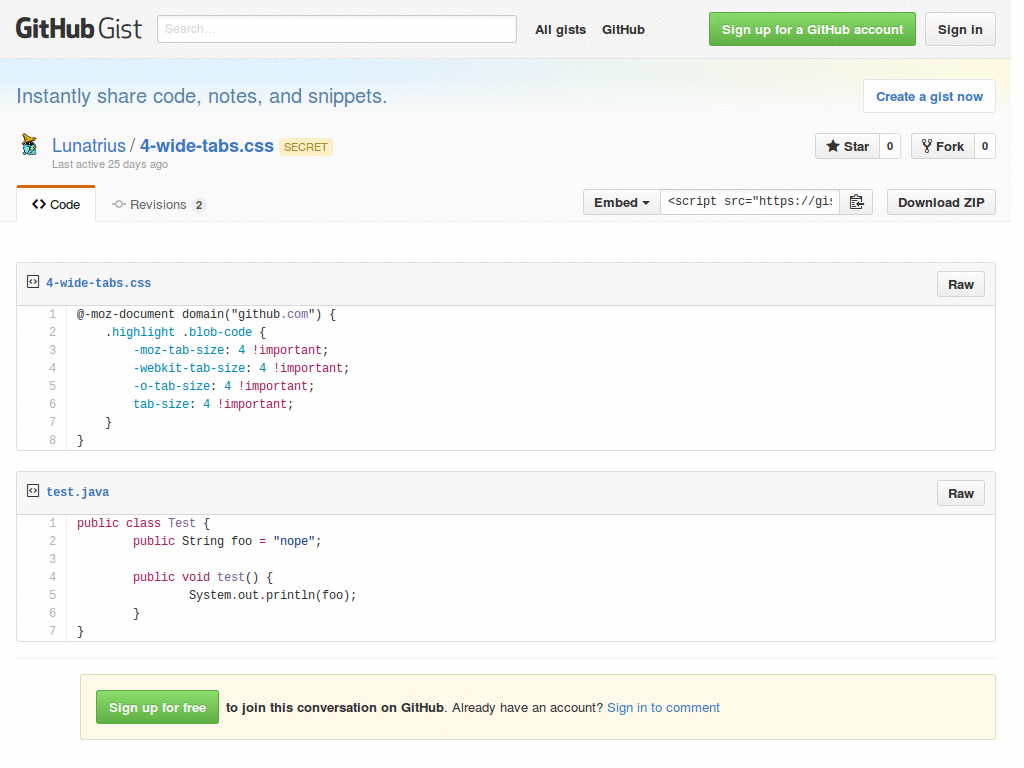 GitHub Gist Search... All gists GitHub Sign up for a GitHub account Sign in
Instantly share code, notes, and snippets. Create a gist now
Lunatrius / 4-wide-tabs.css SECRET Star 0 Fork 0
Last active 25 days ago
Code Revisions 2 Embed <script src="https://gis Download ZIP
4-wide-tabs.css Raw
1 @-moz-document domain("github.com") {
2 .highlight .blob-code {
3 -moz-tab-size: 4 !important;
4 -webkit-tab-size: 4 !important;
5 -o-tab-size: 4 !important;
6 tab-size: 4 !important;
7 }
8 }
test.java Raw
1 public class Test {
2 public String foo = "nope";
3
4 public void test() {
5 System.out.println(foo);
6 }
7 }
Sign up for free to join this conversation on GitHub. Already have an account? Sign in to comment